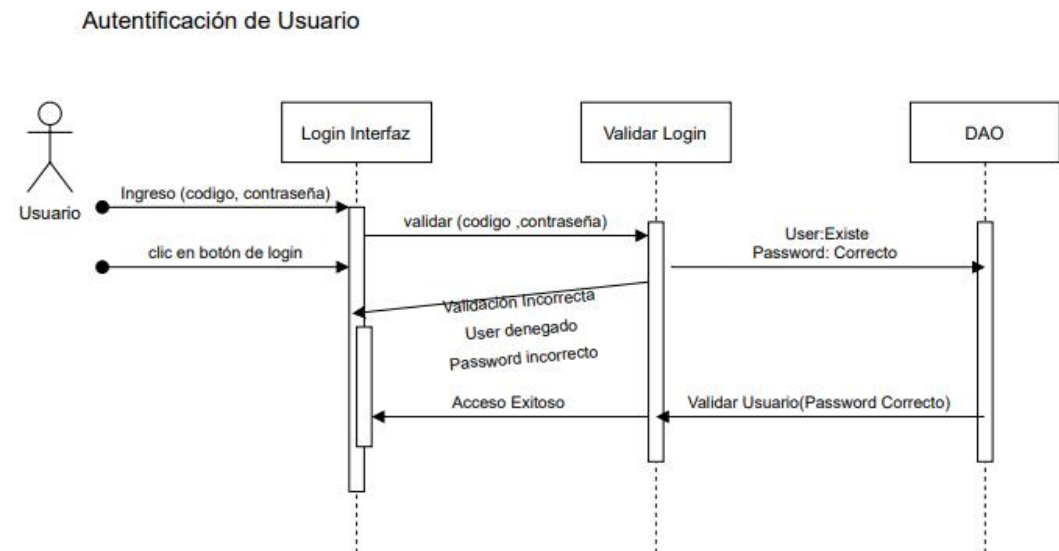 Autentificación de Usuario
Login Interfaz
Validar Login
DAO
Usuario
Ingreso (codigo, contraseña)
validar (codigo ,contraseña)
User:Existe
Password: Correcto
clic en botón de login
Validación Incorrecta
User denegado
Password incorrecto
Acceso Exitoso
Validar Usuario(Password Correcto)